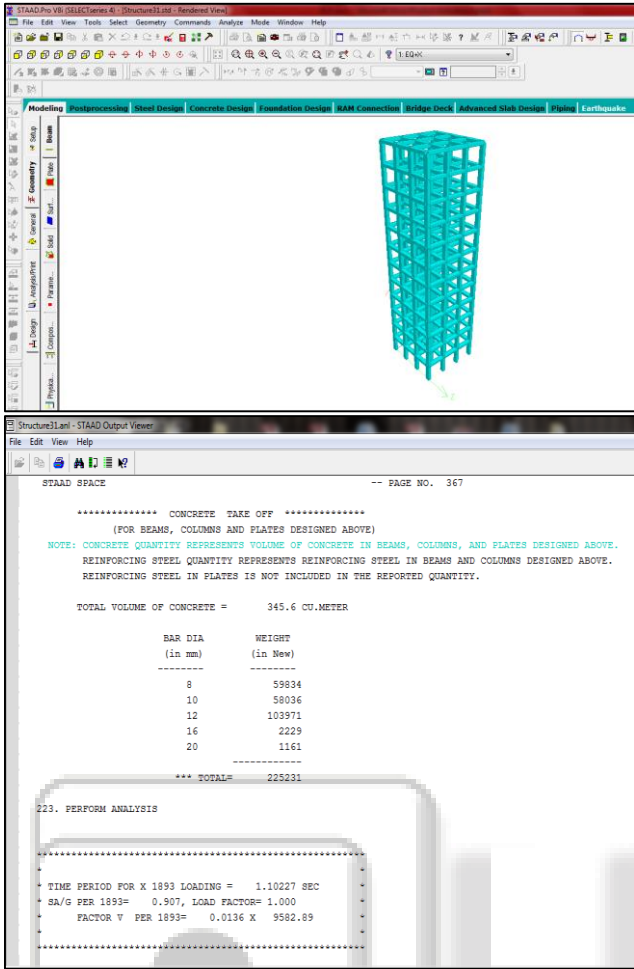 STAAD.Pro V8i (SELECTseries 4) - [Structure31.std - Rendered View]
File Edit View Tools Select Geometry Commands Analyze Mode Window Help
1: EQ+X
Modeling Postprocessing Steel Design Concrete Design Foundation Design RAM Connection Bridge Deck Advanced Slab Design Piping Earthquake
Setup
Geometry
General
Analysis/Print
Design
Beam
Plate
Surf...
Solid
Parame...
Compos...
Physica...
Structure31.anl - STAAD Output Viewer
File Edit View Help
STAAD SPACE -- PAGE NO. 367
************** CONCRETE TAKE OFF **************
(FOR BEAMS, COLUMNS AND PLATES DESIGNED ABOVE)
NOTE: CONCRETE QUANTITY REPRESENTS VOLUME OF CONCRETE IN BEAMS, COLUMNS, AND PLATES DESIGNED ABOVE.
REINFORCING STEEL QUANTITY REPRESENTS REINFORCING STEEL IN BEAMS AND COLUMNS DESIGNED ABOVE.
REINFORCING STEEL IN PLATES IS NOT INCLUDED IN THE REPORTED QUANTITY.
TOTAL VOLUME OF CONCRETE = 345.6 CU.METER
BAR DIA WEIGHT
(in mm) (in New)
-------- --------
8 59834
10 58036
12 103971
16 2229
20 1161
------------
*** TOTAL= 225231
223. PERFORM ANALYSIS
* TIME PERIOD FOR X 1893 LOADING = 1.10227 SEC *
* SA/G PER 1893= 0.907, LOAD FACTOR= 1.000 *
* FACTOR V PER 1893= 0.0136 X 9582.89 *